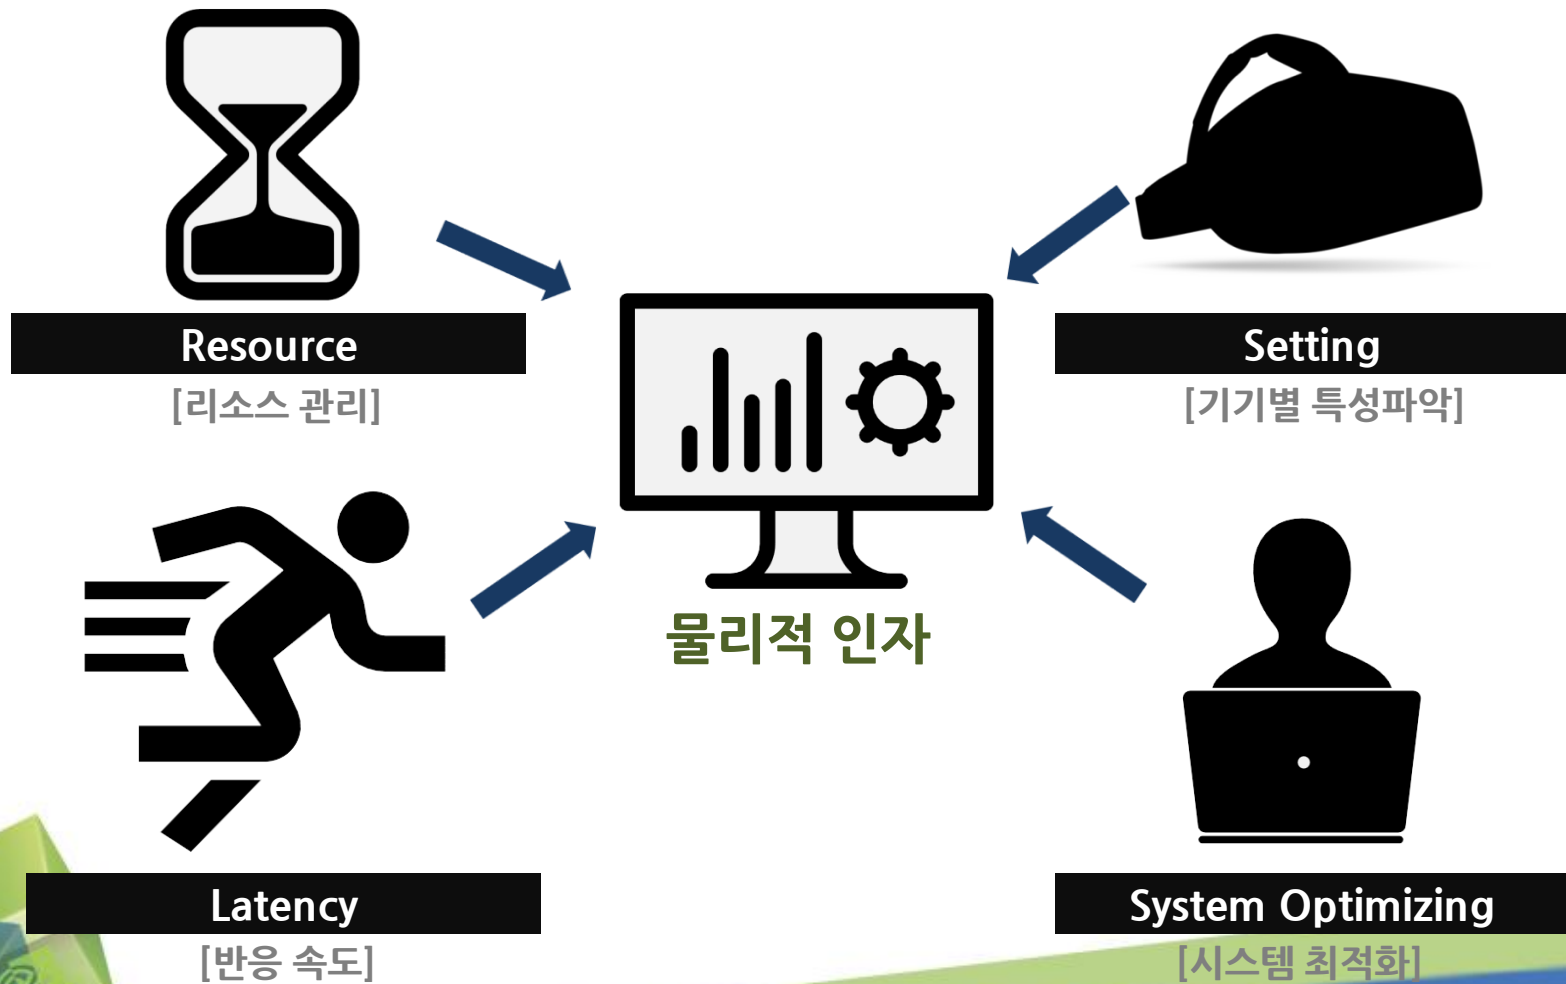 Resource
[리소스 관리]
Setting
[기기별 특성파악]
물리적 인자
Latency
[반응 속도]
System Optimizing
[시스템 최적화]